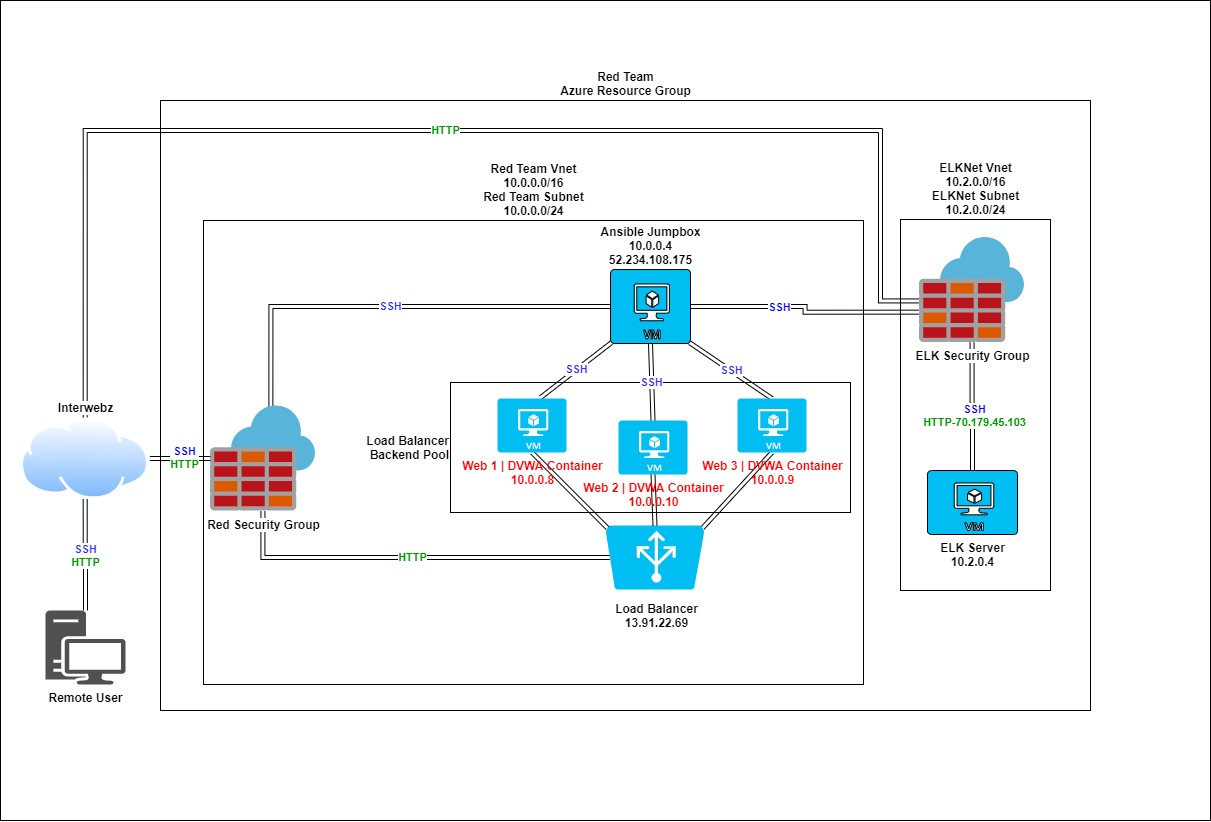 Red Team
Azure Resource Group
HTTP
Red Team Vnet
10.0.0.0/16
Red Team Subnet
10.0.0.0/24
ELKNet Vnet
10.2.0.0/16
ELKNet Subnet
10.2.0.0/24
Ansible Jumpbox
10.0.0.4
52.234.108.175
VM
SSH
SSH
ELK Security Group
SSH
SSH
SSH
Interwebz
SSH
HTTP
Load Balancer
Backend Pool
VM
VM
VM
Web 1 | DVWA Container
10.0.0.8
Web 2 | DVWA Container
10.0.0.10
Web 3 | DVWA Container
10.0.0.9
SSH
HTTP-70.179.45.103
VM
ELK Server
10.2.0.4
Red Security Group
HTTP
SSH
HTTP
Load Balancer
13.91.22.69
Remote User